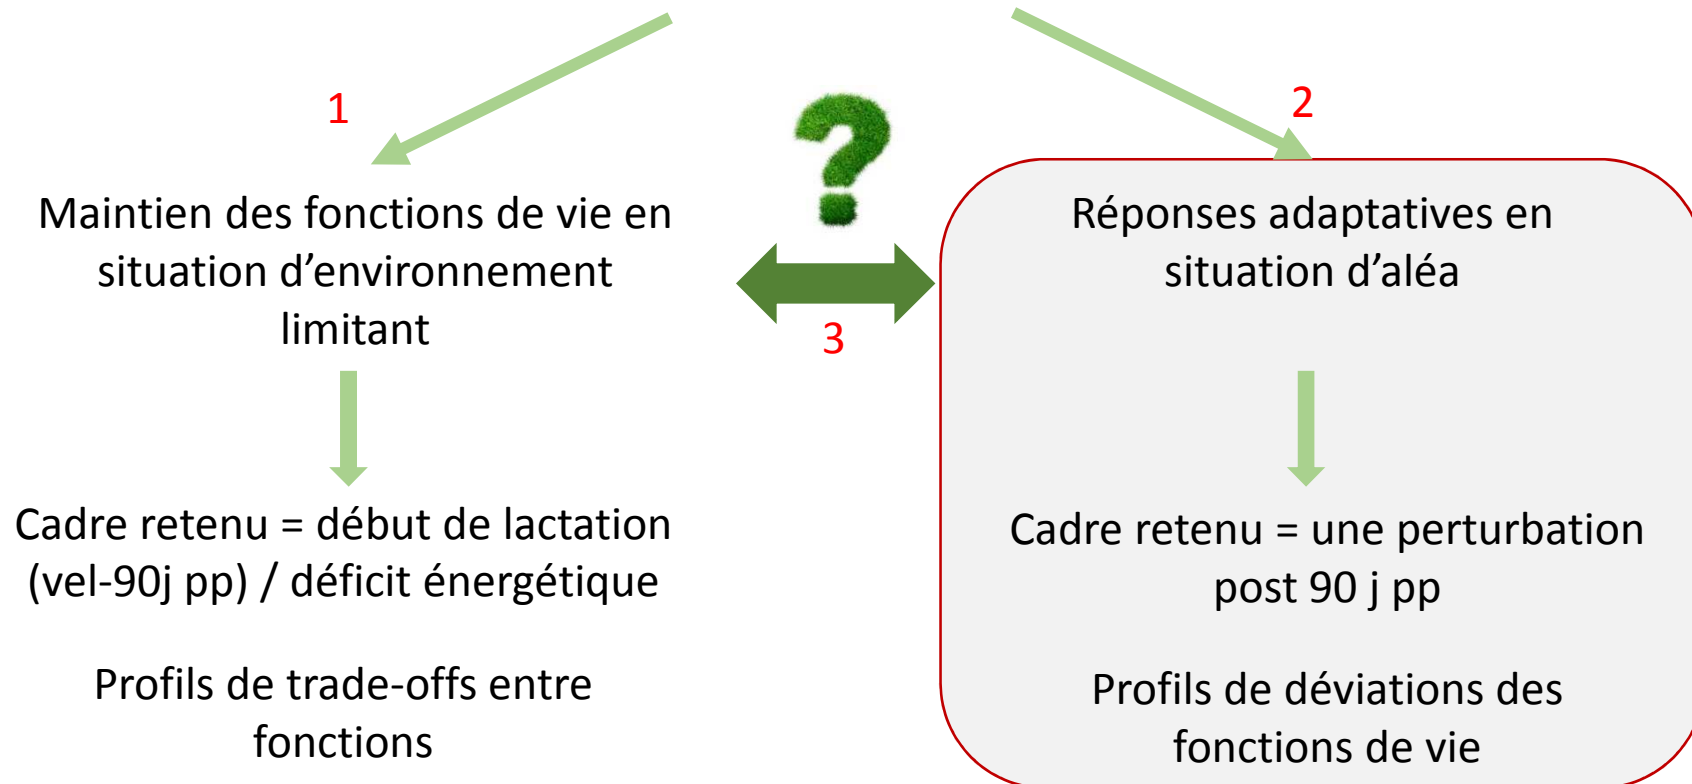 1
Maintien des fonctions de vie en
situation d'environnement
limitant
Cadre retenu = début de lactation
(vel-90j pp) / déficit énergétique
Profils de trade-offs entre
fonctions
?
3
2
Réponses adaptatives en
situation d'aléa
Cadre retenu = une perturbation
post 90 j pp
Profils de déviations des
fonctions de vie